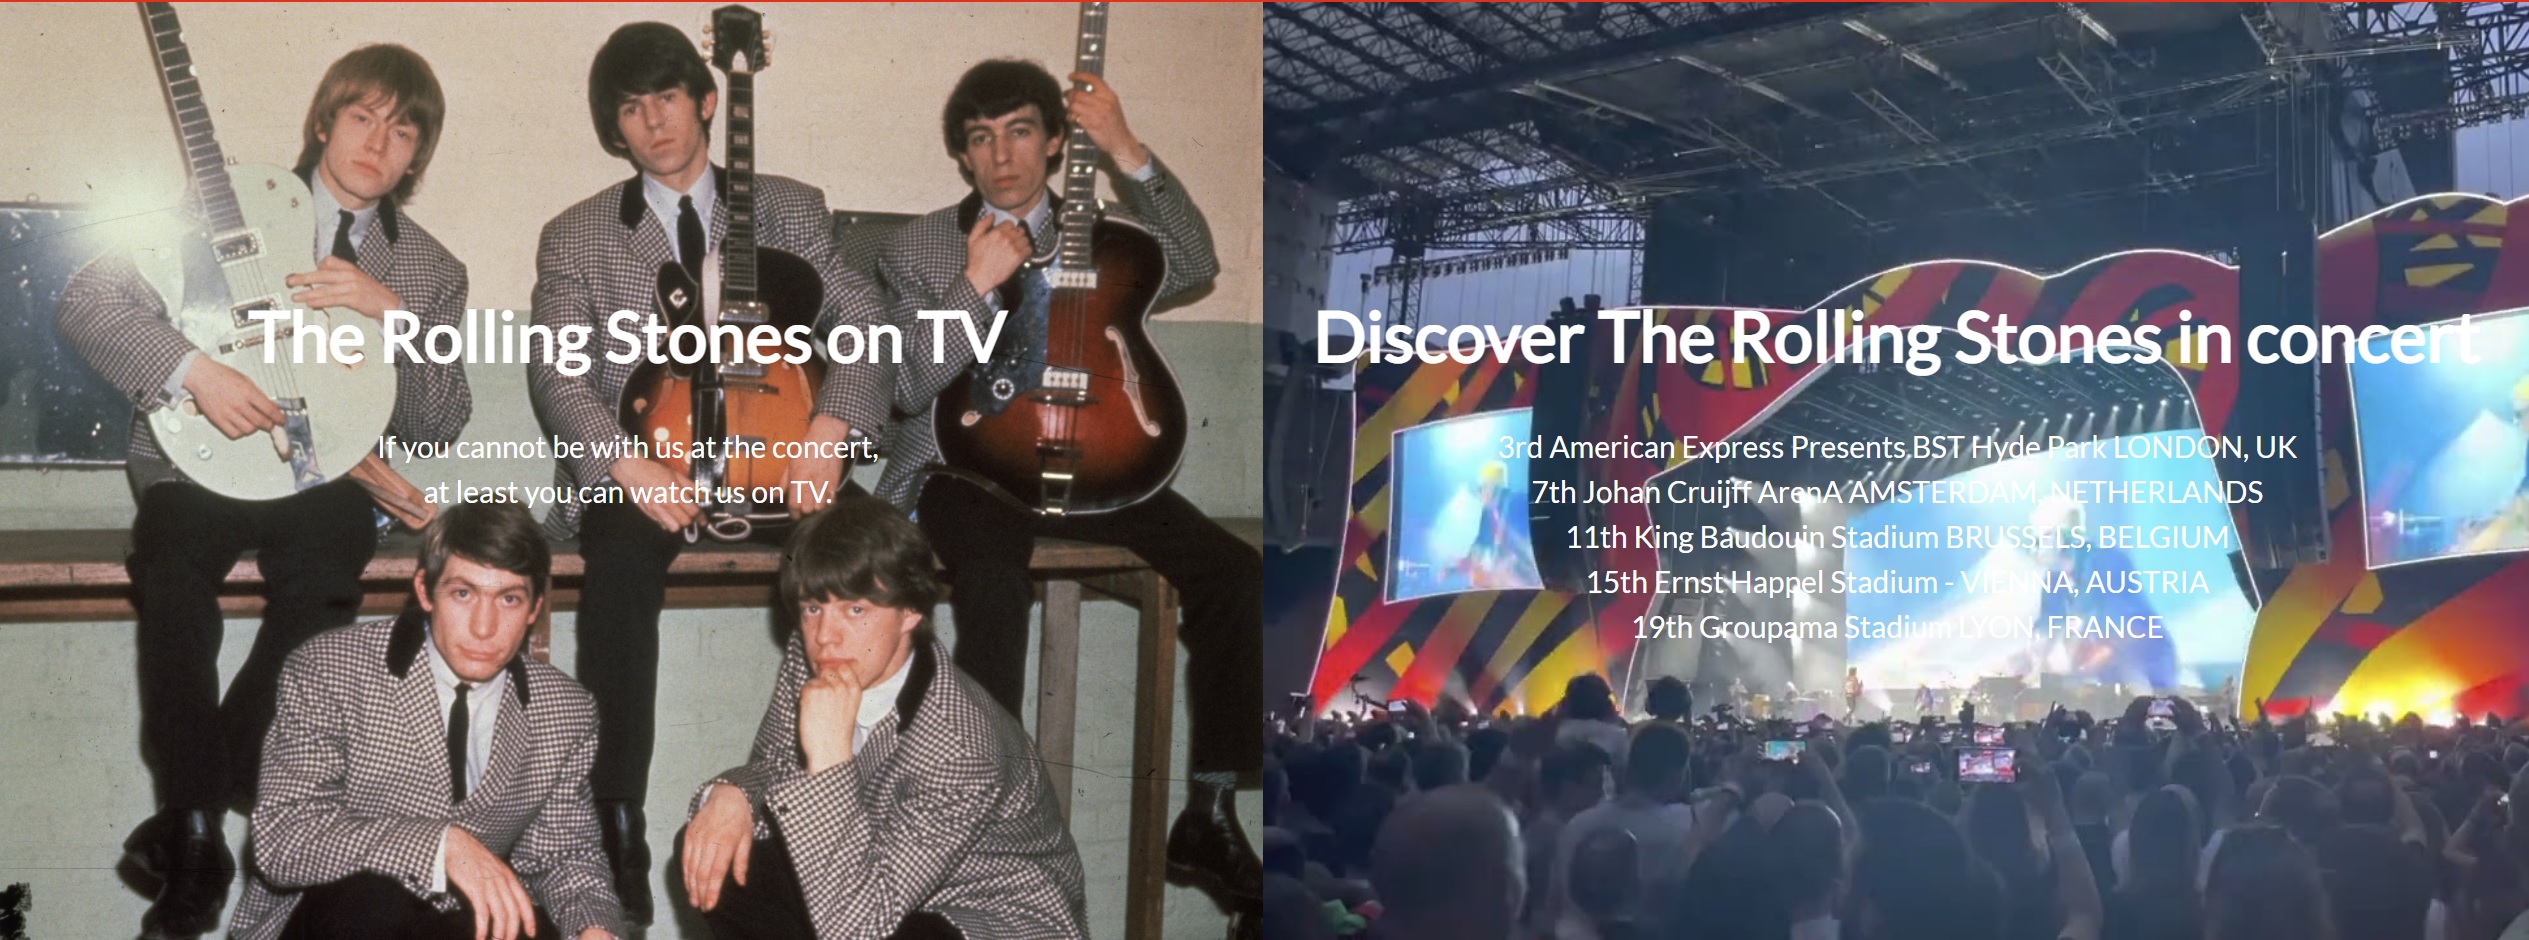 The Rolling Stones on TV
If you cannot be with us at the concert,
at least you can watch us on TV.
Discover The Rolling Stones in concert
3rd American Express Presents BST Hyde Park LONDON, UK
7th Johan Cruijff ArenA AMSTERDAM, NETHERLANDS
11th King Baudouin Stadium BRUSSELS, BELGIUM
15th Ernst Happel Stadium - VIENNA, AUSTRIA
19th Groupama Stadium LYON, FRANCE